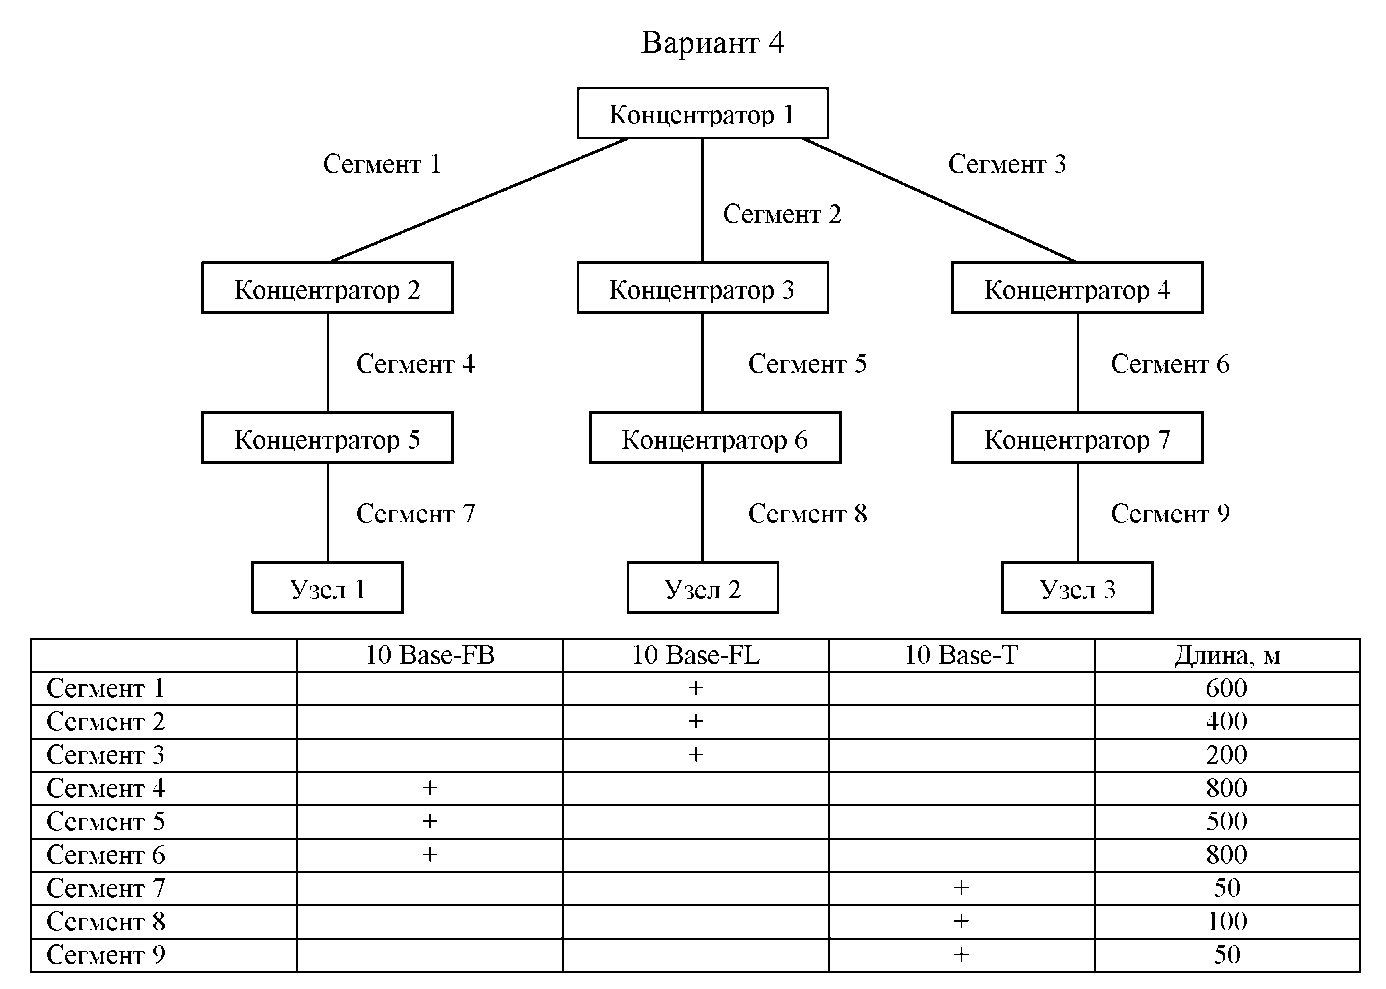 Вариант 4
Концентратор 1
Сегмент 1
Сегмент 3
Сегмент 2
Концентратор 2 Концентратор 3 Концентратор 4
Сегмент 4 Сегмент 5 Сегмент 6
Концентратор 5 Концентратор 6 Концентратор 7
Сегмент 7 Сегмент 8 Сегмент 9
Узел 1 Узел 2 Узел 3
10 Base-FB 10 Base-FL 10 Base-T Длина, м
Сегмент 1 + 600
Сегмент 2 + 400
Сегмент 3 + 200
Сегмент 4 + 800
Сегмент 5 + 500
Сегмент 6 + 800
Сегмент 7 + 50
Сегмент 8 + 100
Сегмент 9 + 50